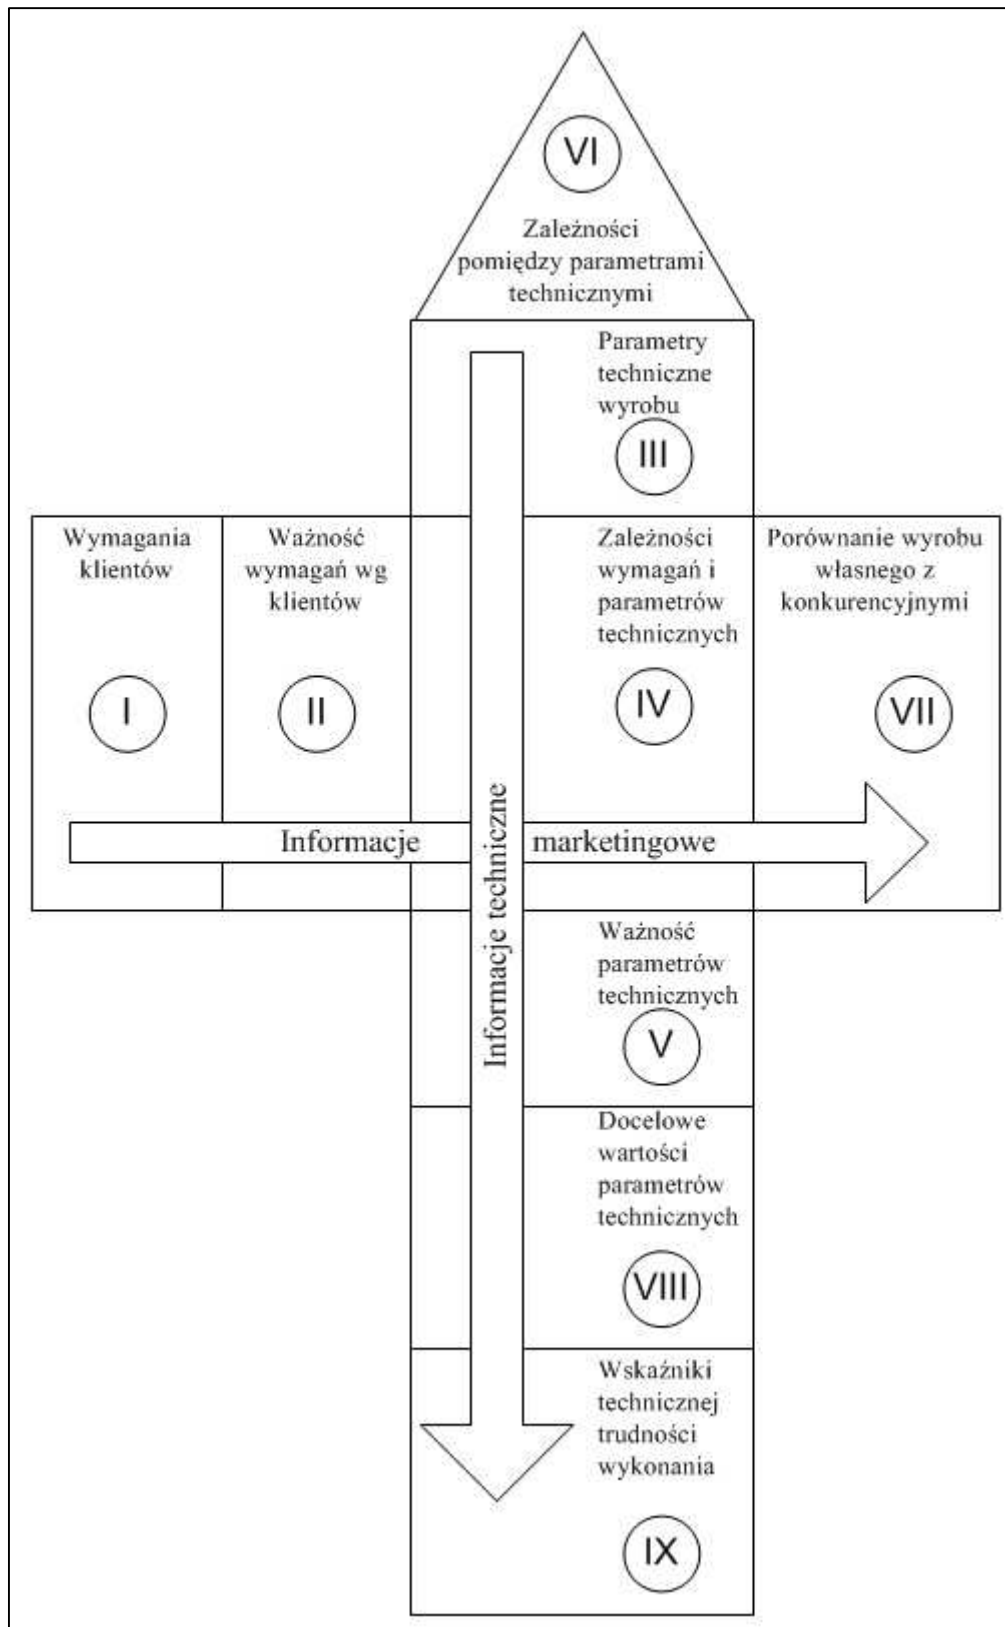 VI
Zależności
pomiędzy parametrami
technicznymi
Parametry
techniczne
wyrobu
III
Wymagania
klientów
I
Ważność
wymagań wg
klientów
II
Zależności
wymagań i
parametrów
technicznych
IV
Porównanie wyrobu
własnego z
konkurencyjnymi
VII
Informacje marketingowe
Informacje techniczne
Ważność
parametrów
technicznych
V
Docelowe
wartości
parametrów
technicznych
VIII
Wskaźniki
technicznej
trudności
wykonania
IX